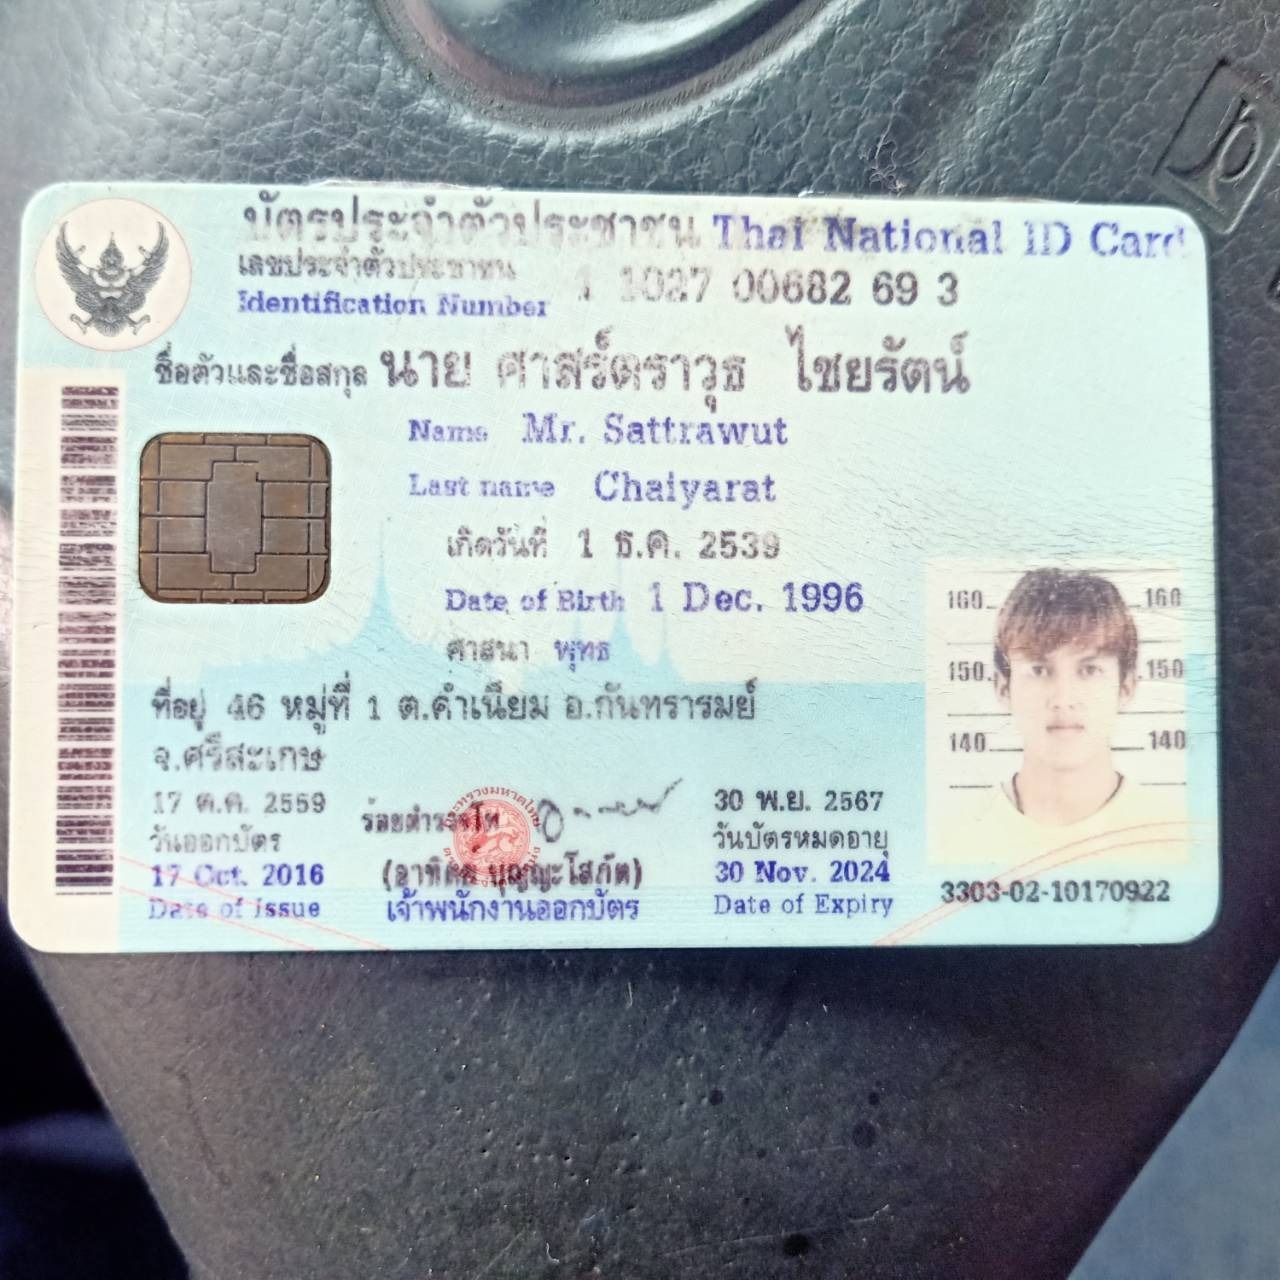 บัตรประจำตัวประชาชน Thai National ID Card
เลขประจำตัวประชาชน 1 1027 00682 69 3
Identification Number
ชื่อตัวและชื่อสกุล นาย ศาสร์ตราวุธ ไชยรัตน์
Name Mr. Sattrawut
Last name Chaiyarat
เกิดวันที่ 1 ธ.ค. 2539
Date of Birth 1 Dec. 1996
ศาสนา พุทธ
ที่อยู่ 46 หมู่ที่ 1 ต.คำเนียม อ.กันทรารมย์
จ.ศรีสะเกษ
160 160
150 150
140 140
17 ต.ค. 2559
วันออกบัตร
17 Oct. 2016
Date of Issue
ร้อยตำรวจโท
(อาทิตย์ บุญญะโสภัต)
เจ้าพนักงานออกบัตร
30 พ.ย. 2567
วันบัตรหมดอายุ
30 Nov. 2024
Date of Expiry
3303-02-10170922